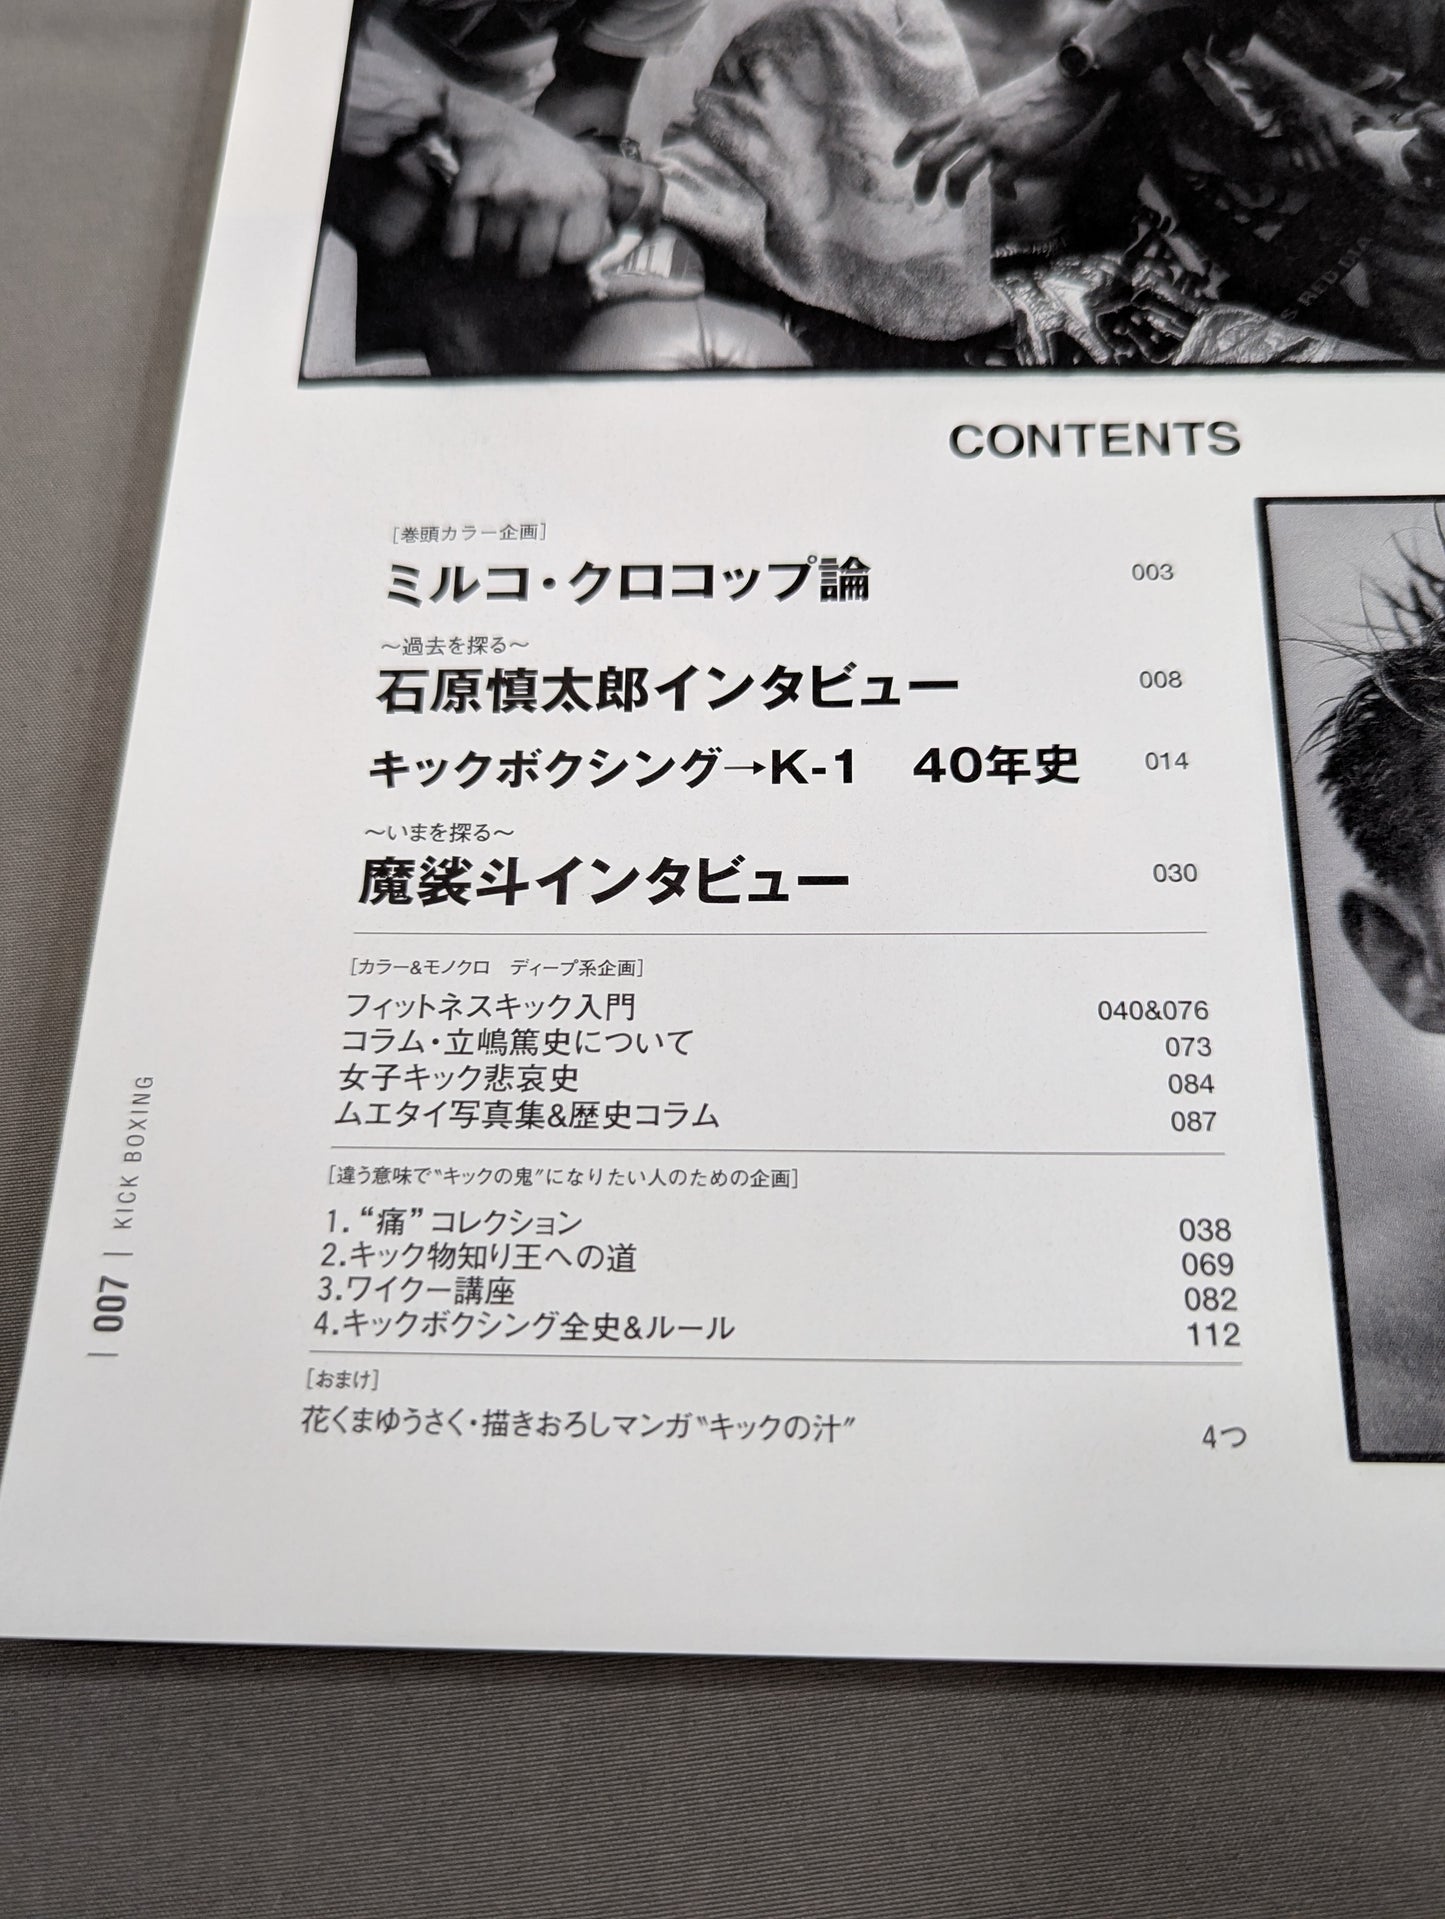 CONTENTS
[巻頭カラー企画]
ミルコ・クロコップ論 003
～過去を探る～
石原慎太郎インタビュー 008
キックボクシング→K-1 40年史 014
～いまを探る～
魔裟斗インタビュー 030
[カラー&モノクロ ディープ系企画]
フィットネスキック入門 040&076
コラム・立嶋篤史について 073
女子キック悲哀史 084
ムエタイ写真集&歴史コラム 087
[違う意味で〝キックの鬼〟になりたい人のための企画]
1. “痛” コレクション 038
2.キック物知り王への道 069
3.ワイクー講座 082
4.キックボクシング全史&ルール 112
[おまけ]
花くまゆうさく・描きおろしマンガ〝キックの汁〟 4つ
| 007 | KICK BOXING